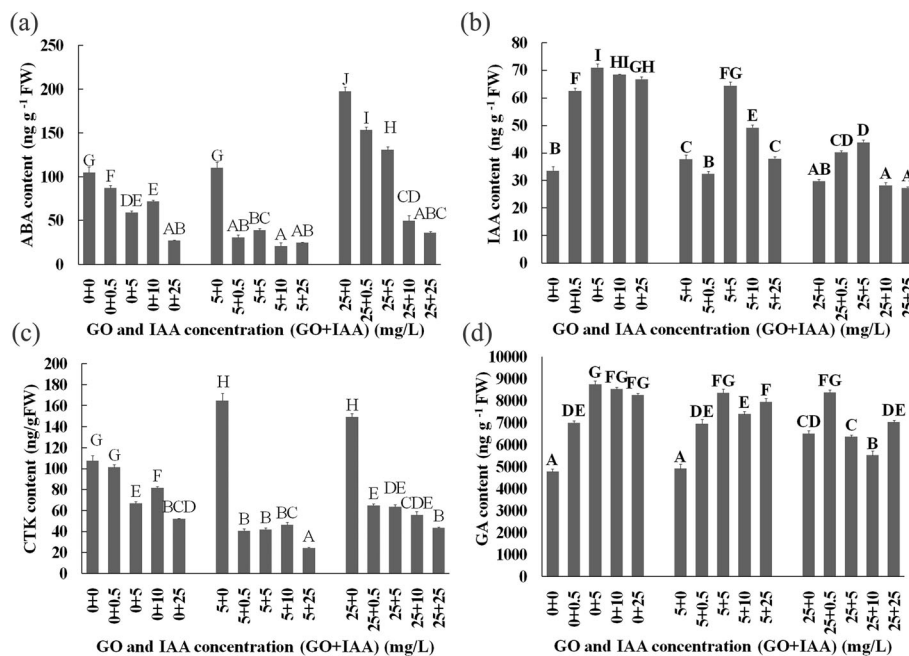 (a)
250
200
150
100
50
0
ABA content (ng g -1 FW)
G F DE E AB G AB BC A AB J I H CD ABC
0+0 0+0.5 0+5 0+10 0+25 5+0 5+0.5 5+5 5+10 5+25 25+0 25+0.5 25+5 25+10 25+25
GO and IAA concentration (GO+IAA) (mg/L)
(b)
80
70
60
50
40
30
20
10
0
IAA content (ng g -1 FW)
B F I HI GH C B FG E C AB CD D A A
0+0 0+0.5 0+5 0+10 0+25 5+0 5+0.5 5+5 5+10 5+25 25+0 25+0.5 25+5 25+10 25+25
GO and IAA concentration (GO+IAA) (mg/L)
(c)
200
180
160
140
120
100
80
60
40
20
0
CTK content (ng/gFW)
G G E F BCD H B B BC A H E DE CDE B
0+0 0+0.5 0+5 0+10 0+25 5+0 5+0.5 5+5 5+10 5+25 25+0 25+0.5 25+5 25+10 25+25
GO and IAA concentration (GO+IAA) (mg/L)
(d)
10000
9000
8000
7000
6000
5000
4000
3000
2000
1000
0
GA content (ng g -1 FW)
A DE G FG FG A DE FG E F CD FG C B DE
0+0 0+0.5 0+5 0+10 0+25 5+0 5+0.5 5+5 5+10 5+25 25+0 25+0.5 25+5 25+10 25+25
GO and IAA concentration (GO+IAA) (mg/L)